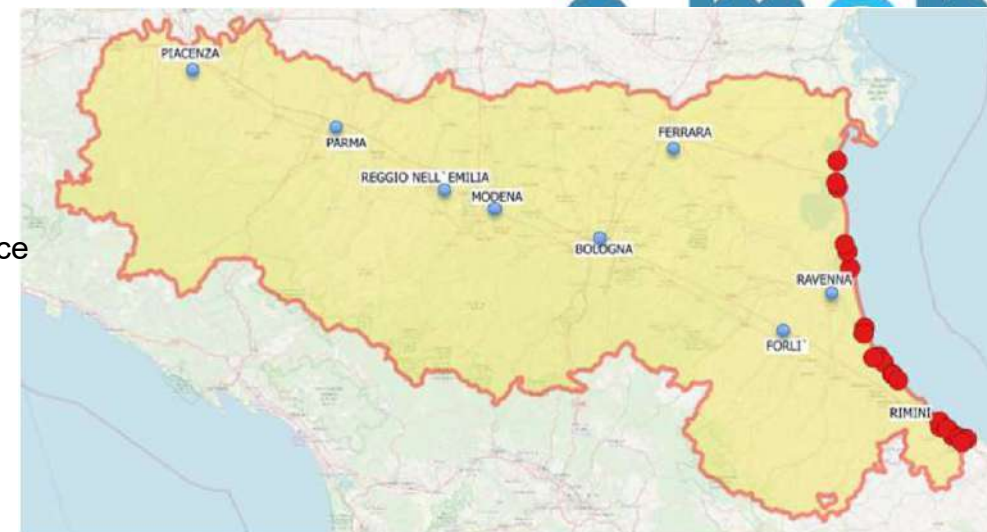 PIACENZA
PARMA
FERRARA
REGGIO NELL`EMILIA
MODENA
ce
BOLOGNA
RAVENNA
FORLI`
RIMINI